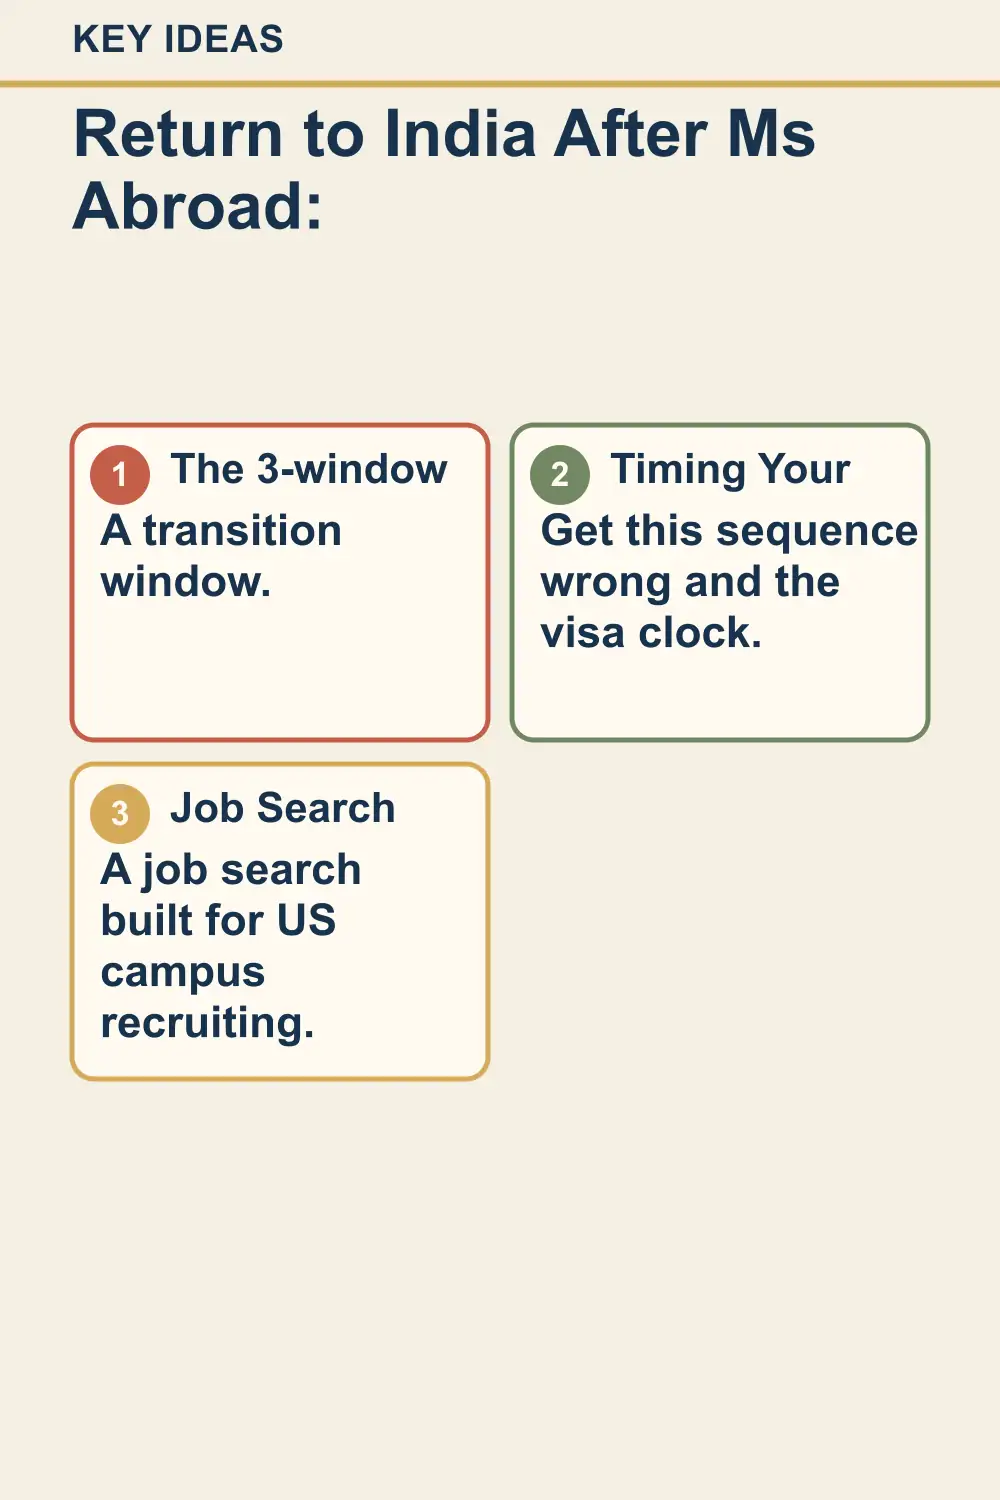 KEY IDEAS
Return to India After Ms
Abroad:
1 The 3-window
A transition
window.
2 Timing Your
Get this sequence
wrong and the
visa clock.
3 Job Search
A job search
built for US
campus
recruiting.